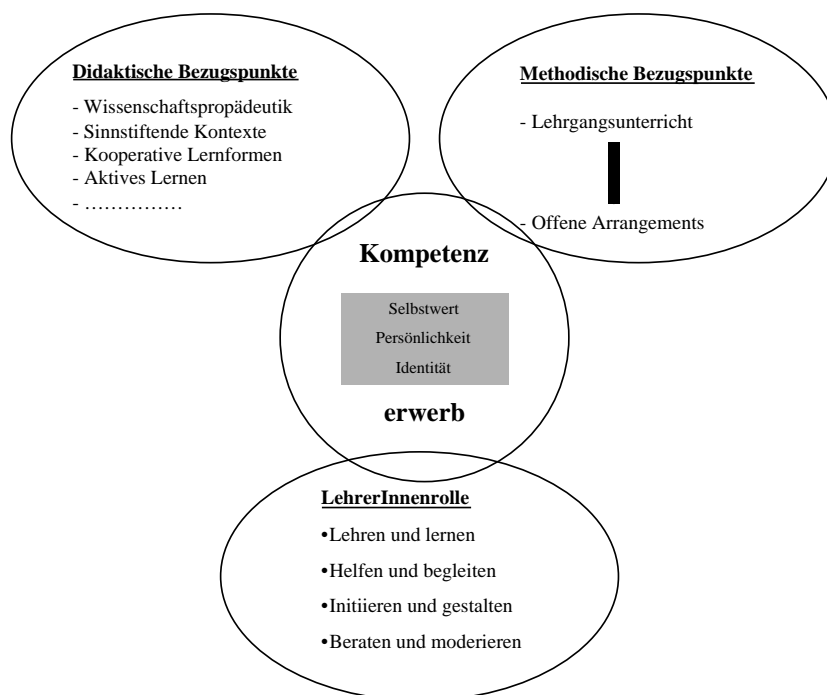 Didaktische Bezugspunkte
- Wissenschaftspropädeutik
- Sinnstiftende Kontexte
- Kooperative Lernformen
- Aktives Lernen
- ……………
Methodische Bezugspunkte
- Lehrgangsunterricht
- Offene Arrangements
Kompetenz
Selbstwert
Persönlichkeit
Identität
erwerb
LehrerInnenrolle
•Lehren und lernen
•Helfen und begleiten
•Initiieren und gestalten
•Beraten und moderieren